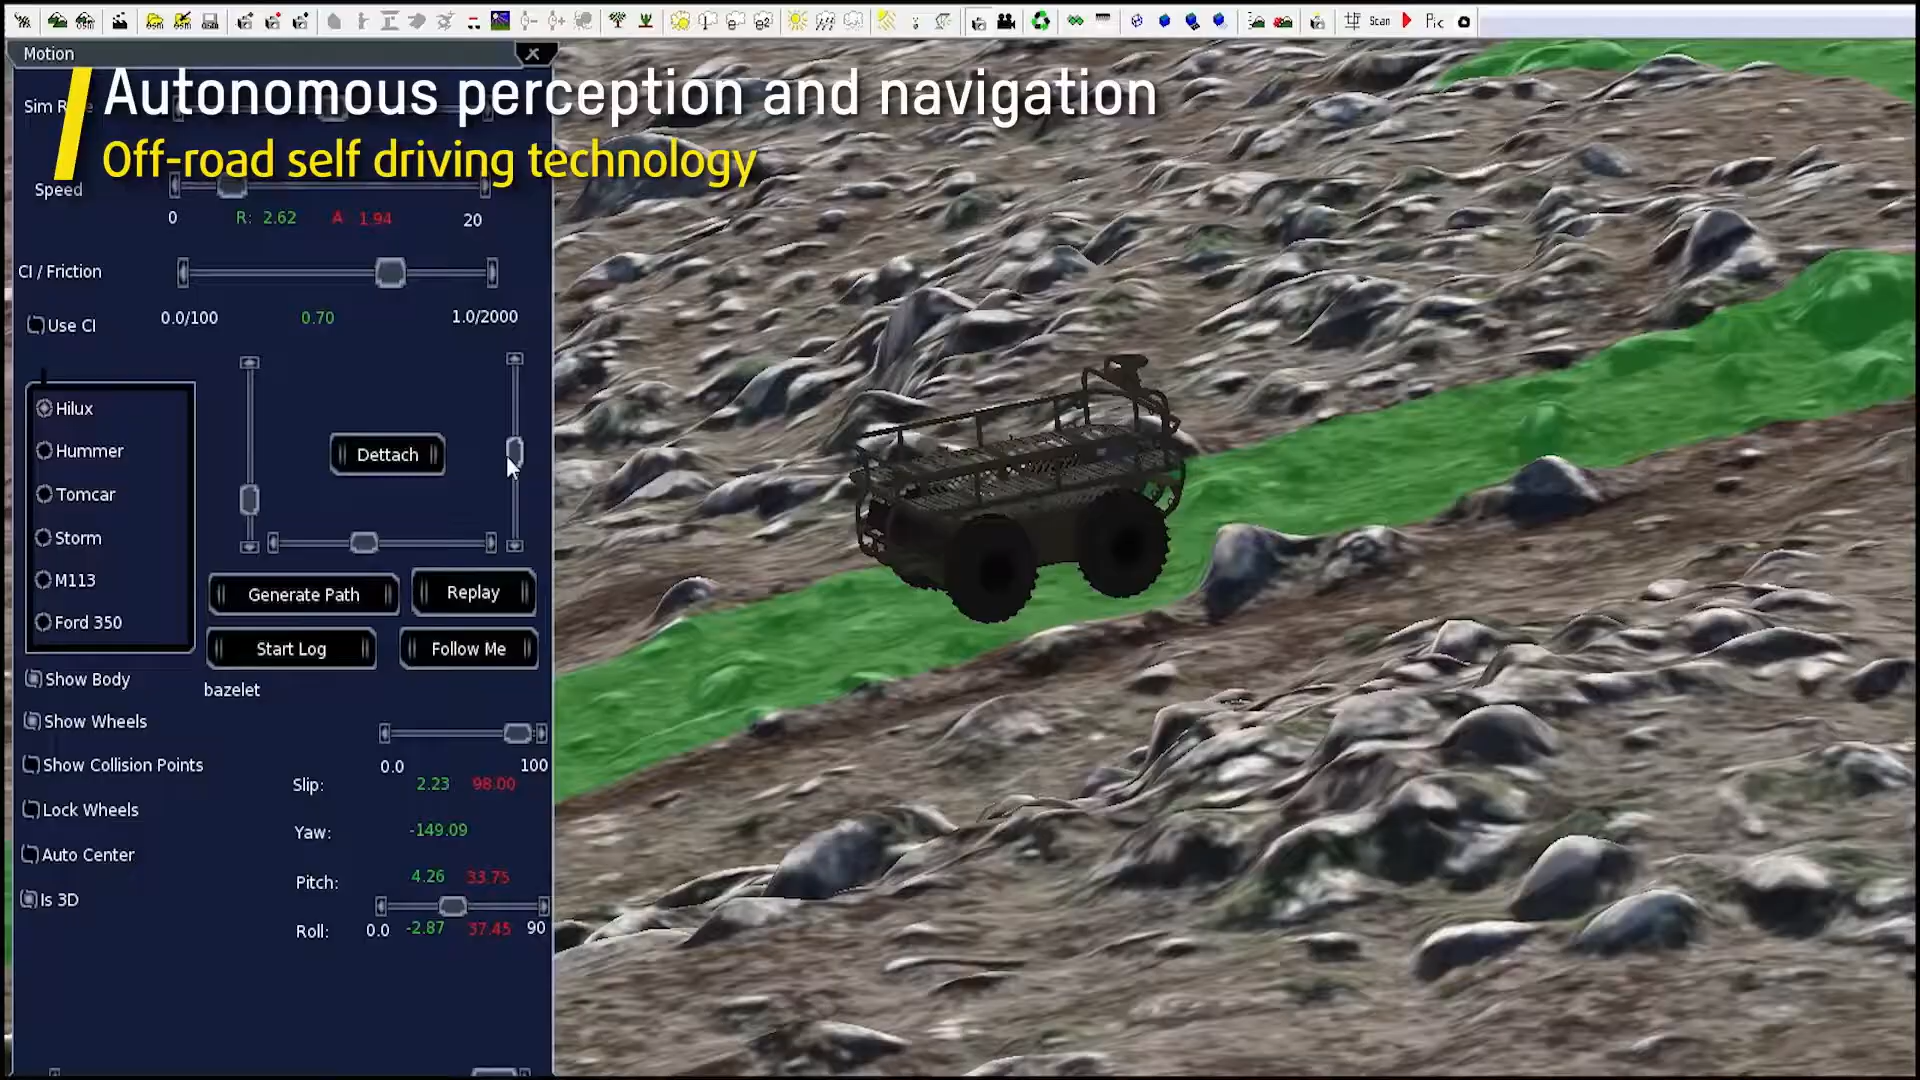 Scan
Pic
Motion
Autonomous perception and navigation
Off-road self driving technology
Sim
Speed
0 R: 2.62 A 1.94 20
CI / Friction
0.0/100 0.70 1.0/2000
Use CI
Hilux
Hummer
Tomcar
Storm
M113
Ford 350
Dettach
Generate Path
Replay
Start Log
Follow Me
bazelet
Show Body
Show Wheels
Show Collision Points
Lock Wheels
Auto Center
Is 3D
0.0 100
Slip: 2.23 98.00
Yaw: -149.09
Pitch: 4.26 33.75
Roll: 0.0 -2.87 37.45 90